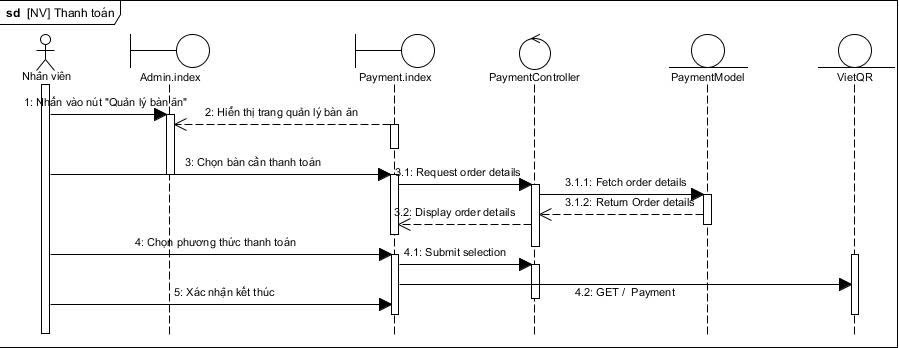 sd [NV] Thanh toán
Nhân viên
Admin.index
Payment.index
PaymentController
PaymentModel
VietQR
1: Nhấn vào nút "Quản lý bàn ăn"
2: Hiển thị trang quản lý bàn ăn
3: Chọn bàn cần thanh toán
3.1: Request order details
3.1.1: Fetch order details
3.1.2: Return Order details
3.2: Display order details
4: Chọn phương thức thanh toán
4.1: Submit selection
4.2: GET / Payment
5: Xác nhận kết thúc